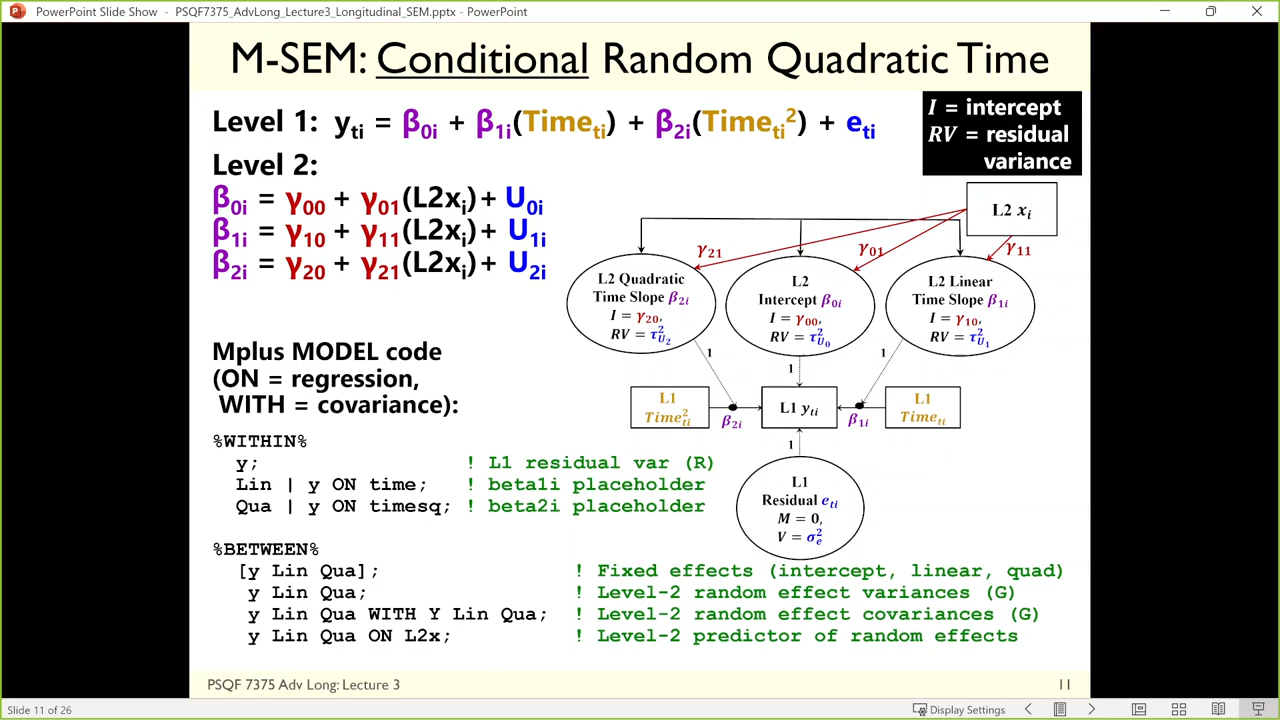 PowerPoint Slide Show - PSQF7375_AdvLong_Lecture3_Longitudinal_SEM.pptx - PowerPoint
M-SEM: Conditional Random Quadratic Time
Level 1: yti = β0i + β1i(Timeti) + β2i(Timeti²) + eti
I = intercept
RV = residual
variance
Level 2:
β0i = γ00 + γ01(L2xi)+ U0i
β1i = γ10 + γ11(L2xi)+ U1i
β2i = γ20 + γ21(L2xi)+ U2i
L2 xi
γ21
γ01
γ11
L2 Quadratic
Time Slope β2i
I = γ20,
RV = τ²U2
L2
Intercept β0i
I = γ00,
RV = τ²U0
L2 Linear
Time Slope β1i
I = γ10,
RV = τ²U1
1
1
1
L1
Time²ti
β2i
L1 yti
β1i
L1
Timeti
1
L1
Residual eti
M = 0,
V = σ²e
Mplus MODEL code
(ON = regression,
WITH = covariance):
%WITHIN%
y; ! L1 residual var (R)
Lin | y ON time; ! beta1i placeholder
Qua | y ON timesq; ! beta2i placeholder
%BETWEEN%
[y Lin Qua]; ! Fixed effects (intercept, linear, quad)
y Lin Qua; ! Level-2 random effect variances (G)
y Lin Qua WITH Y Lin Qua; ! Level-2 random effect covariances (G)
y Lin Qua ON L2x; ! Level-2 predictor of random effects
PSQF 7375 Adv Long: Lecture 3
11
Slide 11 of 26
Display Settings